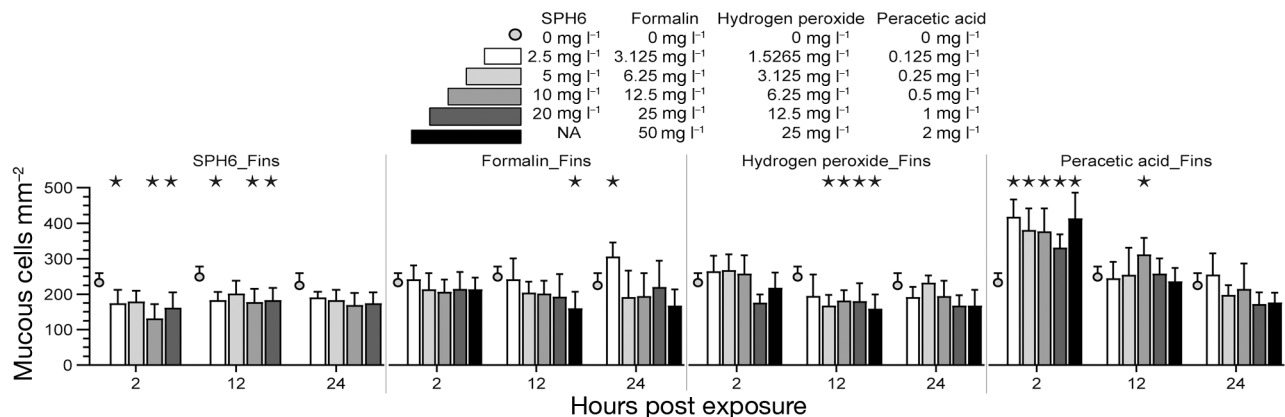 SPH6 Formalin Hydrogen peroxide Peracetic acid
0 mg l⁻¹ 0 mg l⁻¹ 0 mg l⁻¹ 0 mg l⁻¹
2.5 mg l⁻¹ 3.125 mg l⁻¹ 1.5265 mg l⁻¹ 0.125 mg l⁻¹
5 mg l⁻¹ 6.25 mg l⁻¹ 3.125 mg l⁻¹ 0.25 mg l⁻¹
10 mg l⁻¹ 12.5 mg l⁻¹ 6.25 mg l⁻¹ 0.5 mg l⁻¹
20 mg l⁻¹ 25 mg l⁻¹ 12.5 mg l⁻¹ 1 mg l⁻¹
NA 50 mg l⁻¹ 25 mg l⁻¹ 2 mg l⁻¹
SPH6_Fins Formalin_Fins Hydrogen peroxide_Fins Peracetic acid_Fins
Mucous cells mm⁻²
500
400
300
200
100
0
2 12 24 2 12 24 2 12 24 2 12 24
Hours post exposure